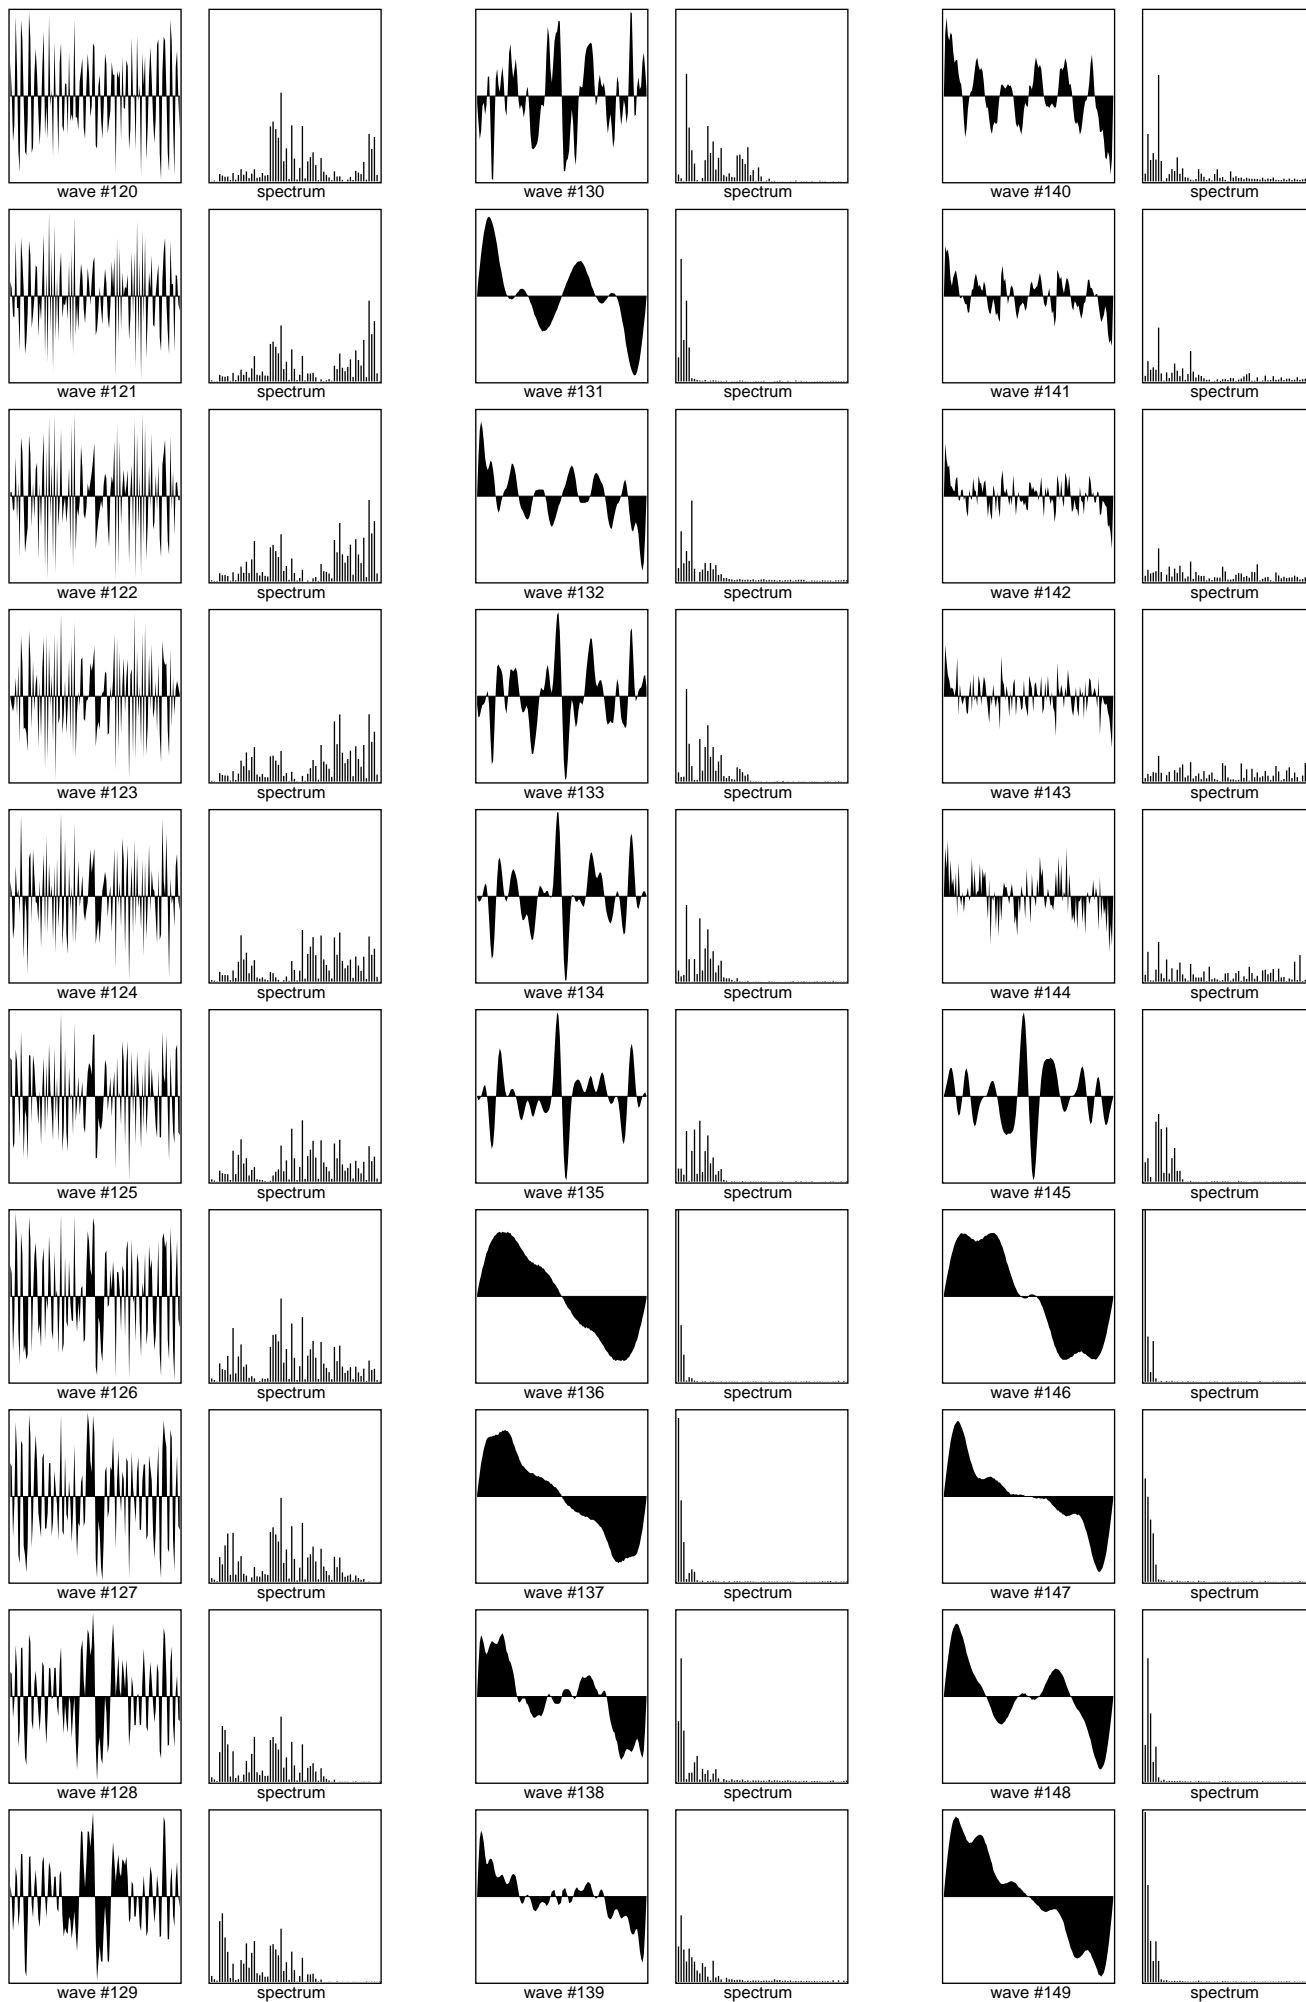 wave #120 spectrum wave #130 spectrum wave #140 spectrum
wave #121 spectrum wave #131 spectrum wave #141 spectrum
wave #122 spectrum wave #132 spectrum wave #142 spectrum
wave #123 spectrum wave #133 spectrum wave #143 spectrum
wave #124 spectrum wave #134 spectrum wave #144 spectrum
wave #125 spectrum wave #135 spectrum wave #145 spectrum
wave #126 spectrum wave #136 spectrum wave #146 spectrum
wave #127 spectrum wave #137 spectrum wave #147 spectrum
wave #128 spectrum wave #138 spectrum wave #148 spectrum
wave #129 spectrum wave #139 spectrum wave #149 spectrum